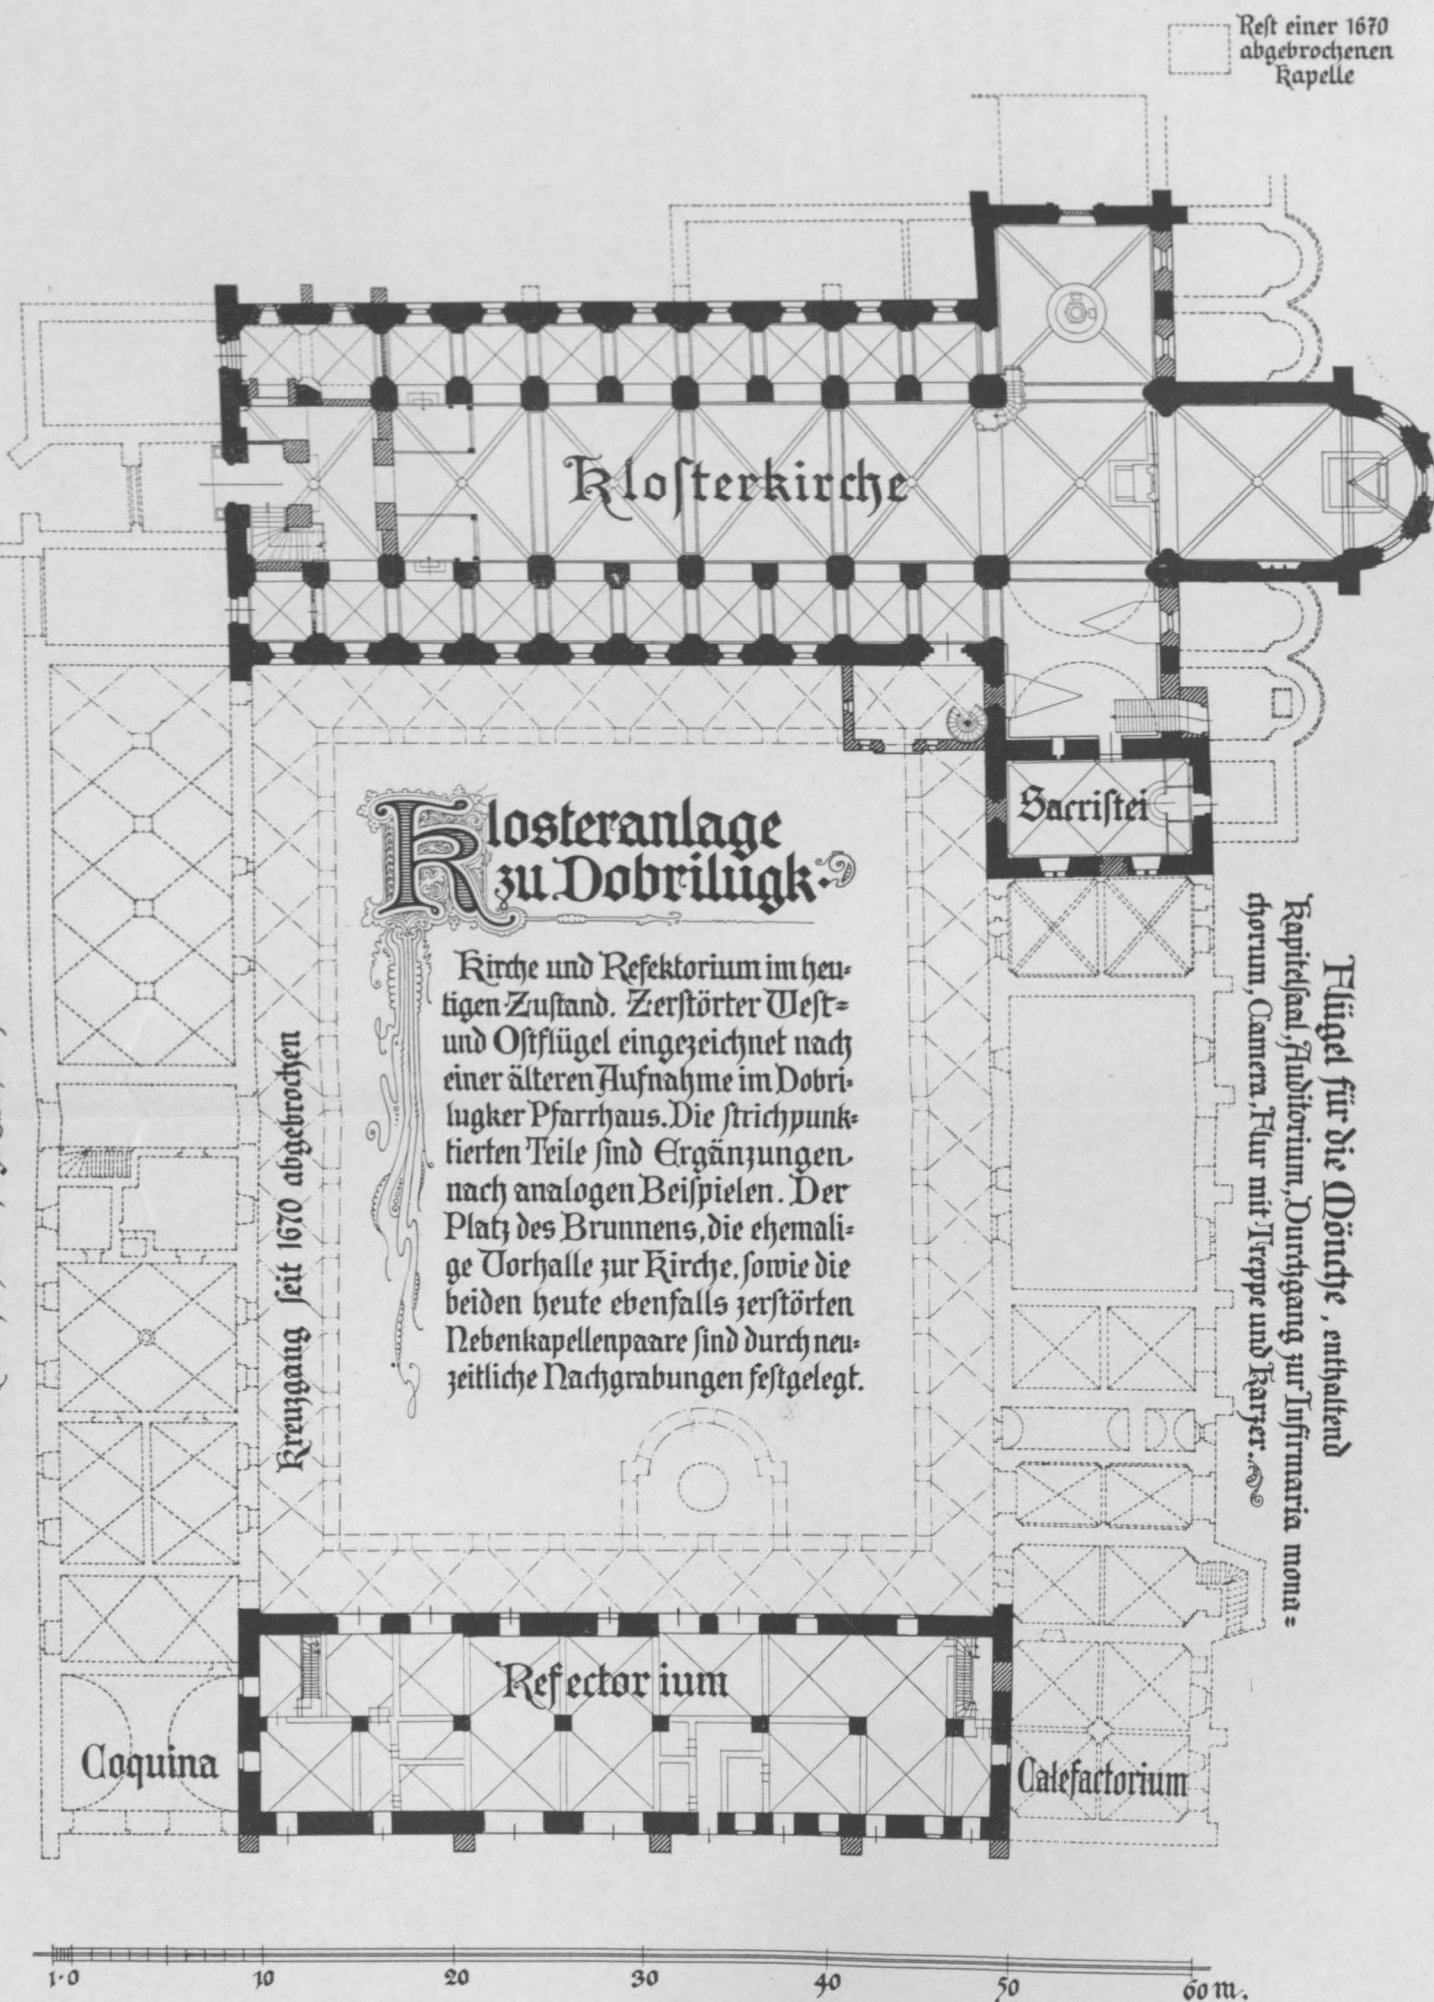 Rest einer 1670
abgebrochenen
Kapelle
Klosterkirche
Sacristei
Klosteranlage
zu Dobrilugk.
Kirche und Refektorium im heu=
tigen Zustand. Zerstörter West=
und Ostflügel eingezeichnet nach
einer älteren Aufnahme im Dobri=
lugker Pfarrhaus. Die strichpunk=
tierten Teile sind Ergänzungen
nach analogen Beispielen. Der
Platz des Brunnens, die ehemali=
ge Vorhalle zur Kirche, sowie die
beiden heute ebenfalls zerstörten
Nebenkapellenpaare sind durch neu=
zeitliche Nachgrabungen festgelegt.
Kreuzgang seit 1670 abgebrochen
Flügel für die Mönche, enthaltend
Kapitelsaal, Auditorium, Durchgang zur Infirmaria mona=
chorum, Camera, Flur mit Treppe und Karzer.
Refectorium
Coquina
Calefactorium
1.0 10 20 30 40 50 60 m.